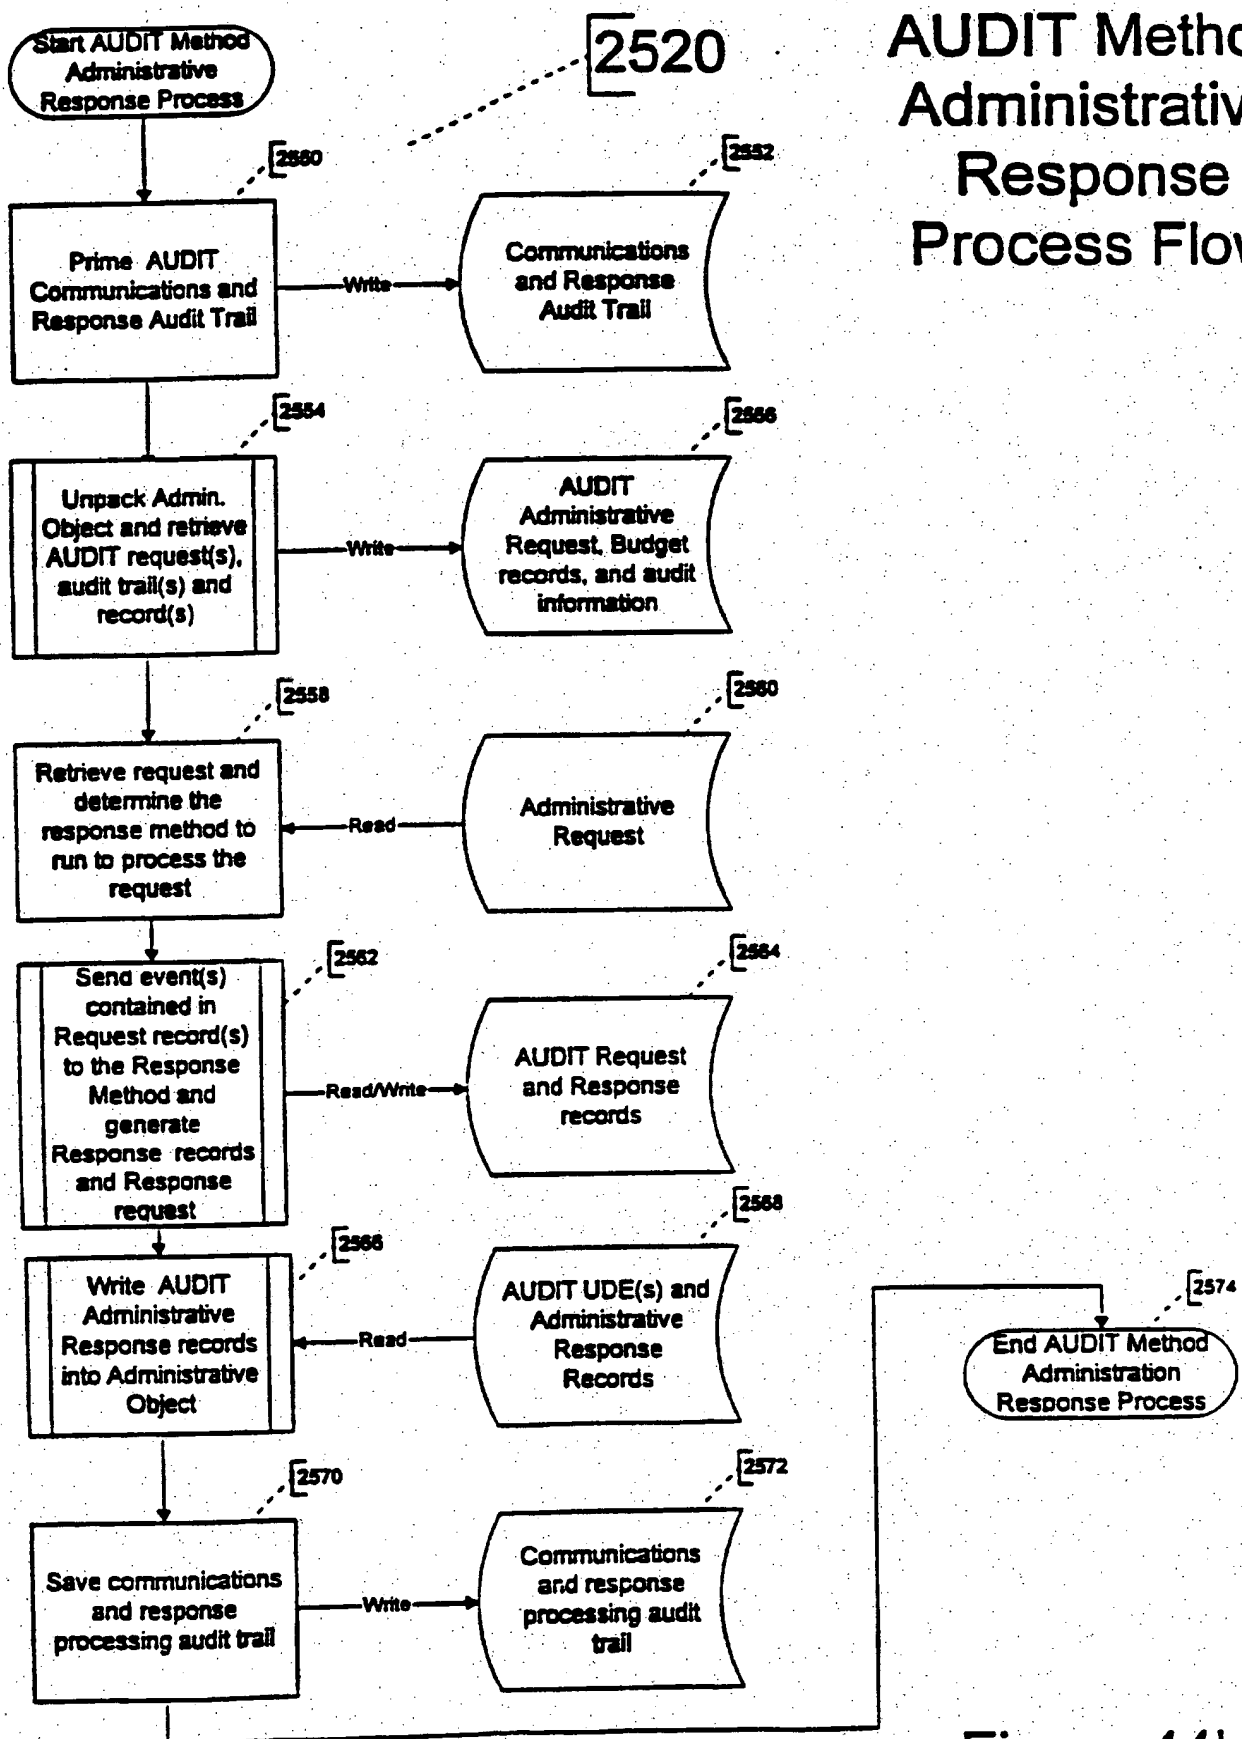 Start AUDIT Method
Administrative
Response Process
2520
AUDIT Metho
Administrativ
Response
Process Flow
2550
Prime AUDIT
Communications and
Response Audit Trail
Write
2552
Communications
and Response
Audit Trail
2554
Unpack Admin.
Object and retrieve
AUDIT request(s),
audit trail(s) and
record(s)
Write
2556
AUDIT
Administrative
Request, Budget
records, and audit
information
2558
Retrieve request and
determine the
response method to
run to process the
request
Read
2560
Administrative
Request
2562
Send event(s)
contained in
Request record(s)
to the Response
Method and
generate
Response records
and Response
request
Read/Write
2564
AUDIT Request
and Response
records
2566
Write AUDIT
Administrative
Response records
into Administrative
Object
Read
2568
AUDIT UDE(s) and
Administrative
Response
Records
2570
Save communications
and response
processing audit trail
Write
2572
Communications
and response
processing audit
trail
2574
End AUDIT Method
Administration
Response Process